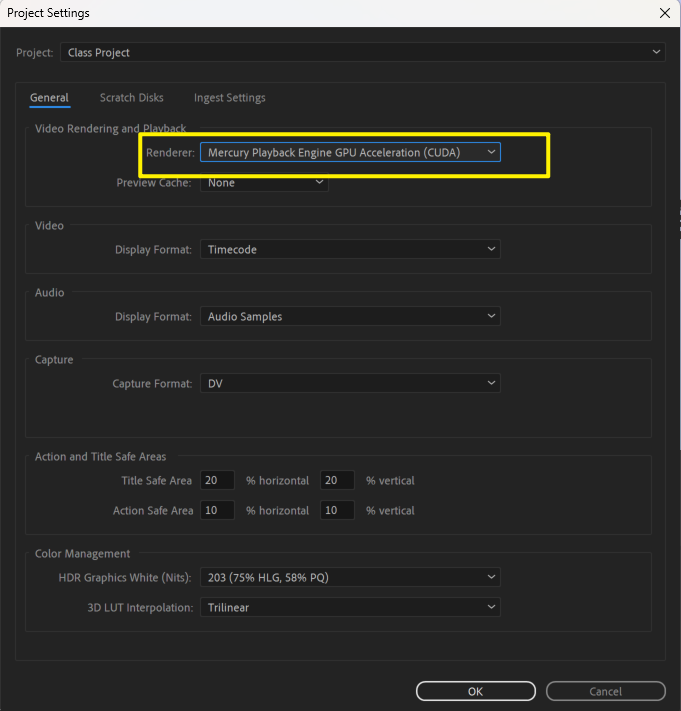 Project Settings
Project: Class Project
General Scratch Disks Ingest Settings
Video Rendering and Playback
Renderer: Mercury Playback Engine GPU Acceleration (CUDA)
Preview Cache: None
Video
Display Format: Timecode
Audio
Display Format: Audio Samples
Capture
Capture Format: DV
Action and Title Safe Areas
Title Safe Area 20 % horizontal 20 % vertical
Action Safe Area 10 % horizontal 10 % vertical
Color Management
HDR Graphics White (Nits): 203 (75% HLG, 58% PQ)
3D LUT Interpolation: Trilinear
OK Cancel